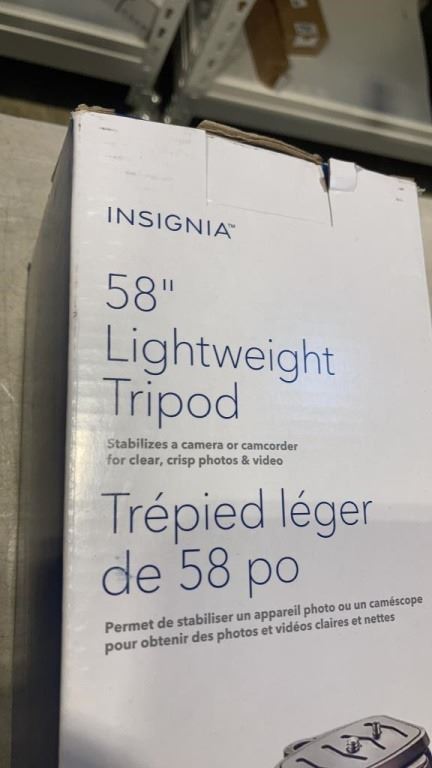 INSIGNIA™
58"
Lightweight
Tripod
Stabilizes a camera or camcorder
for clear, crisp photos & video
Trépied léger
de 58 po
Permet de stabiliser un appareil photo ou un caméscope
pour obtenir des photos et vidéos claires et nettes